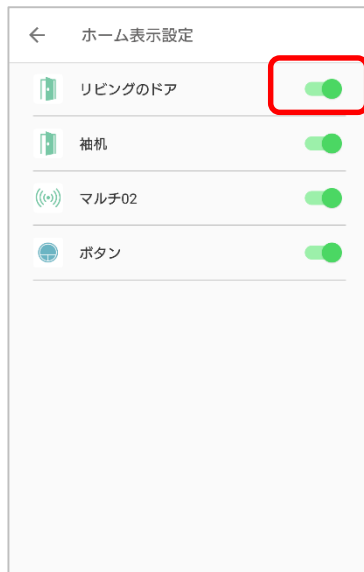 ホーム表示設定
リビングのドア
袖机
マルチ02
ボタン